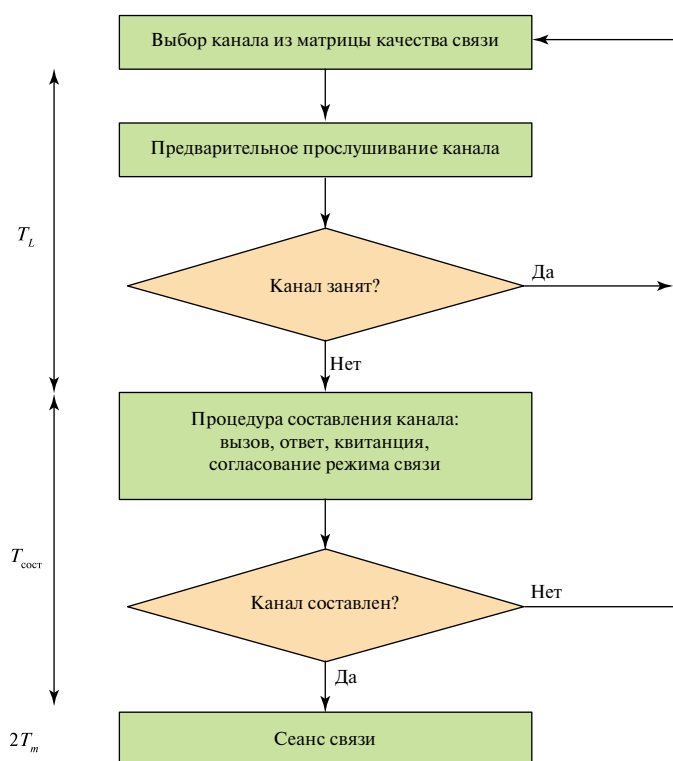 Выбор канала из матрицы качества связи
Предварительное прослушивание канала
T_L
Канал занят?
Да
Нет
Процедура составления канала:
вызов, ответ, квитанция,
согласование режима связи
T_сост
Канал составлен?
Нет
Да
2T_m
Сеанс связи